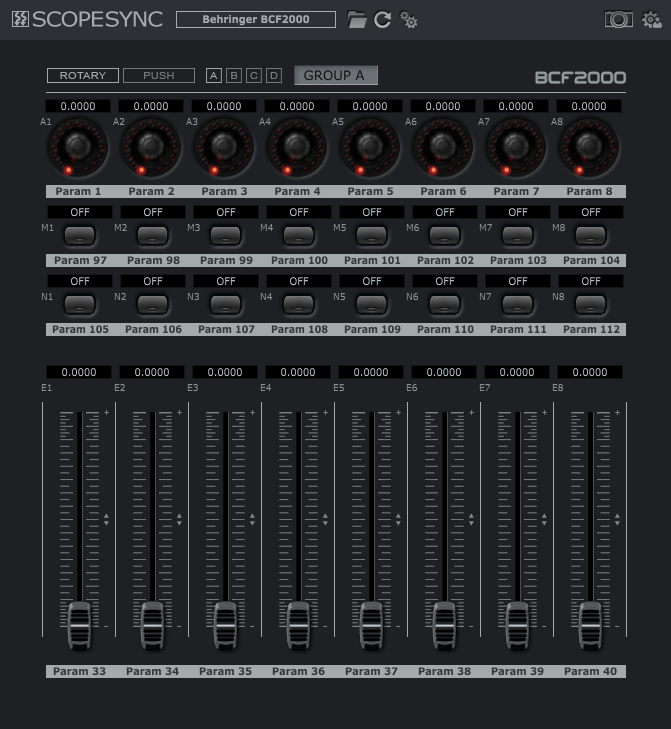 SCOPESYNC Behringer BCF2000
ROTARY PUSH A B C D GROUP A BCF2000
0.0000 0.0000 0.0000 0.0000 0.0000 0.0000 0.0000 0.0000
A1 A2 A3 A4 A5 A6 A7 A8
Param 1 Param 2 Param 3 Param 4 Param 5 Param 6 Param 7 Param 8
OFF OFF OFF OFF OFF OFF OFF OFF
M1 M2 M3 M4 M5 M6 M7 M8
Param 97 Param 98 Param 99 Param 100 Param 101 Param 102 Param 103 Param 104
OFF OFF OFF OFF OFF OFF OFF OFF
N1 N2 N3 N4 N5 N6 N7 N8
Param 105 Param 106 Param 107 Param 108 Param 109 Param 110 Param 111 Param 112
0.0000 0.0000 0.0000 0.0000 0.0000 0.0000 0.0000 0.0000
E1 E2 E3 E4 E5 E6 E7 E8
+ + + + + + + +
- - - - - - - -
Param 33 Param 34 Param 35 Param 36 Param 37 Param 38 Param 39 Param 40